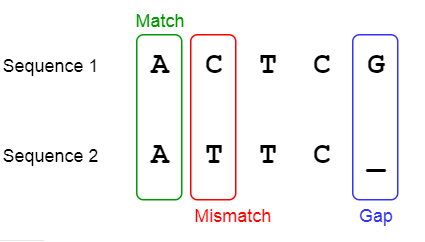 Match
Sequence 1 A C T C G
Sequence 2 A T T C _
Mismatch Gap